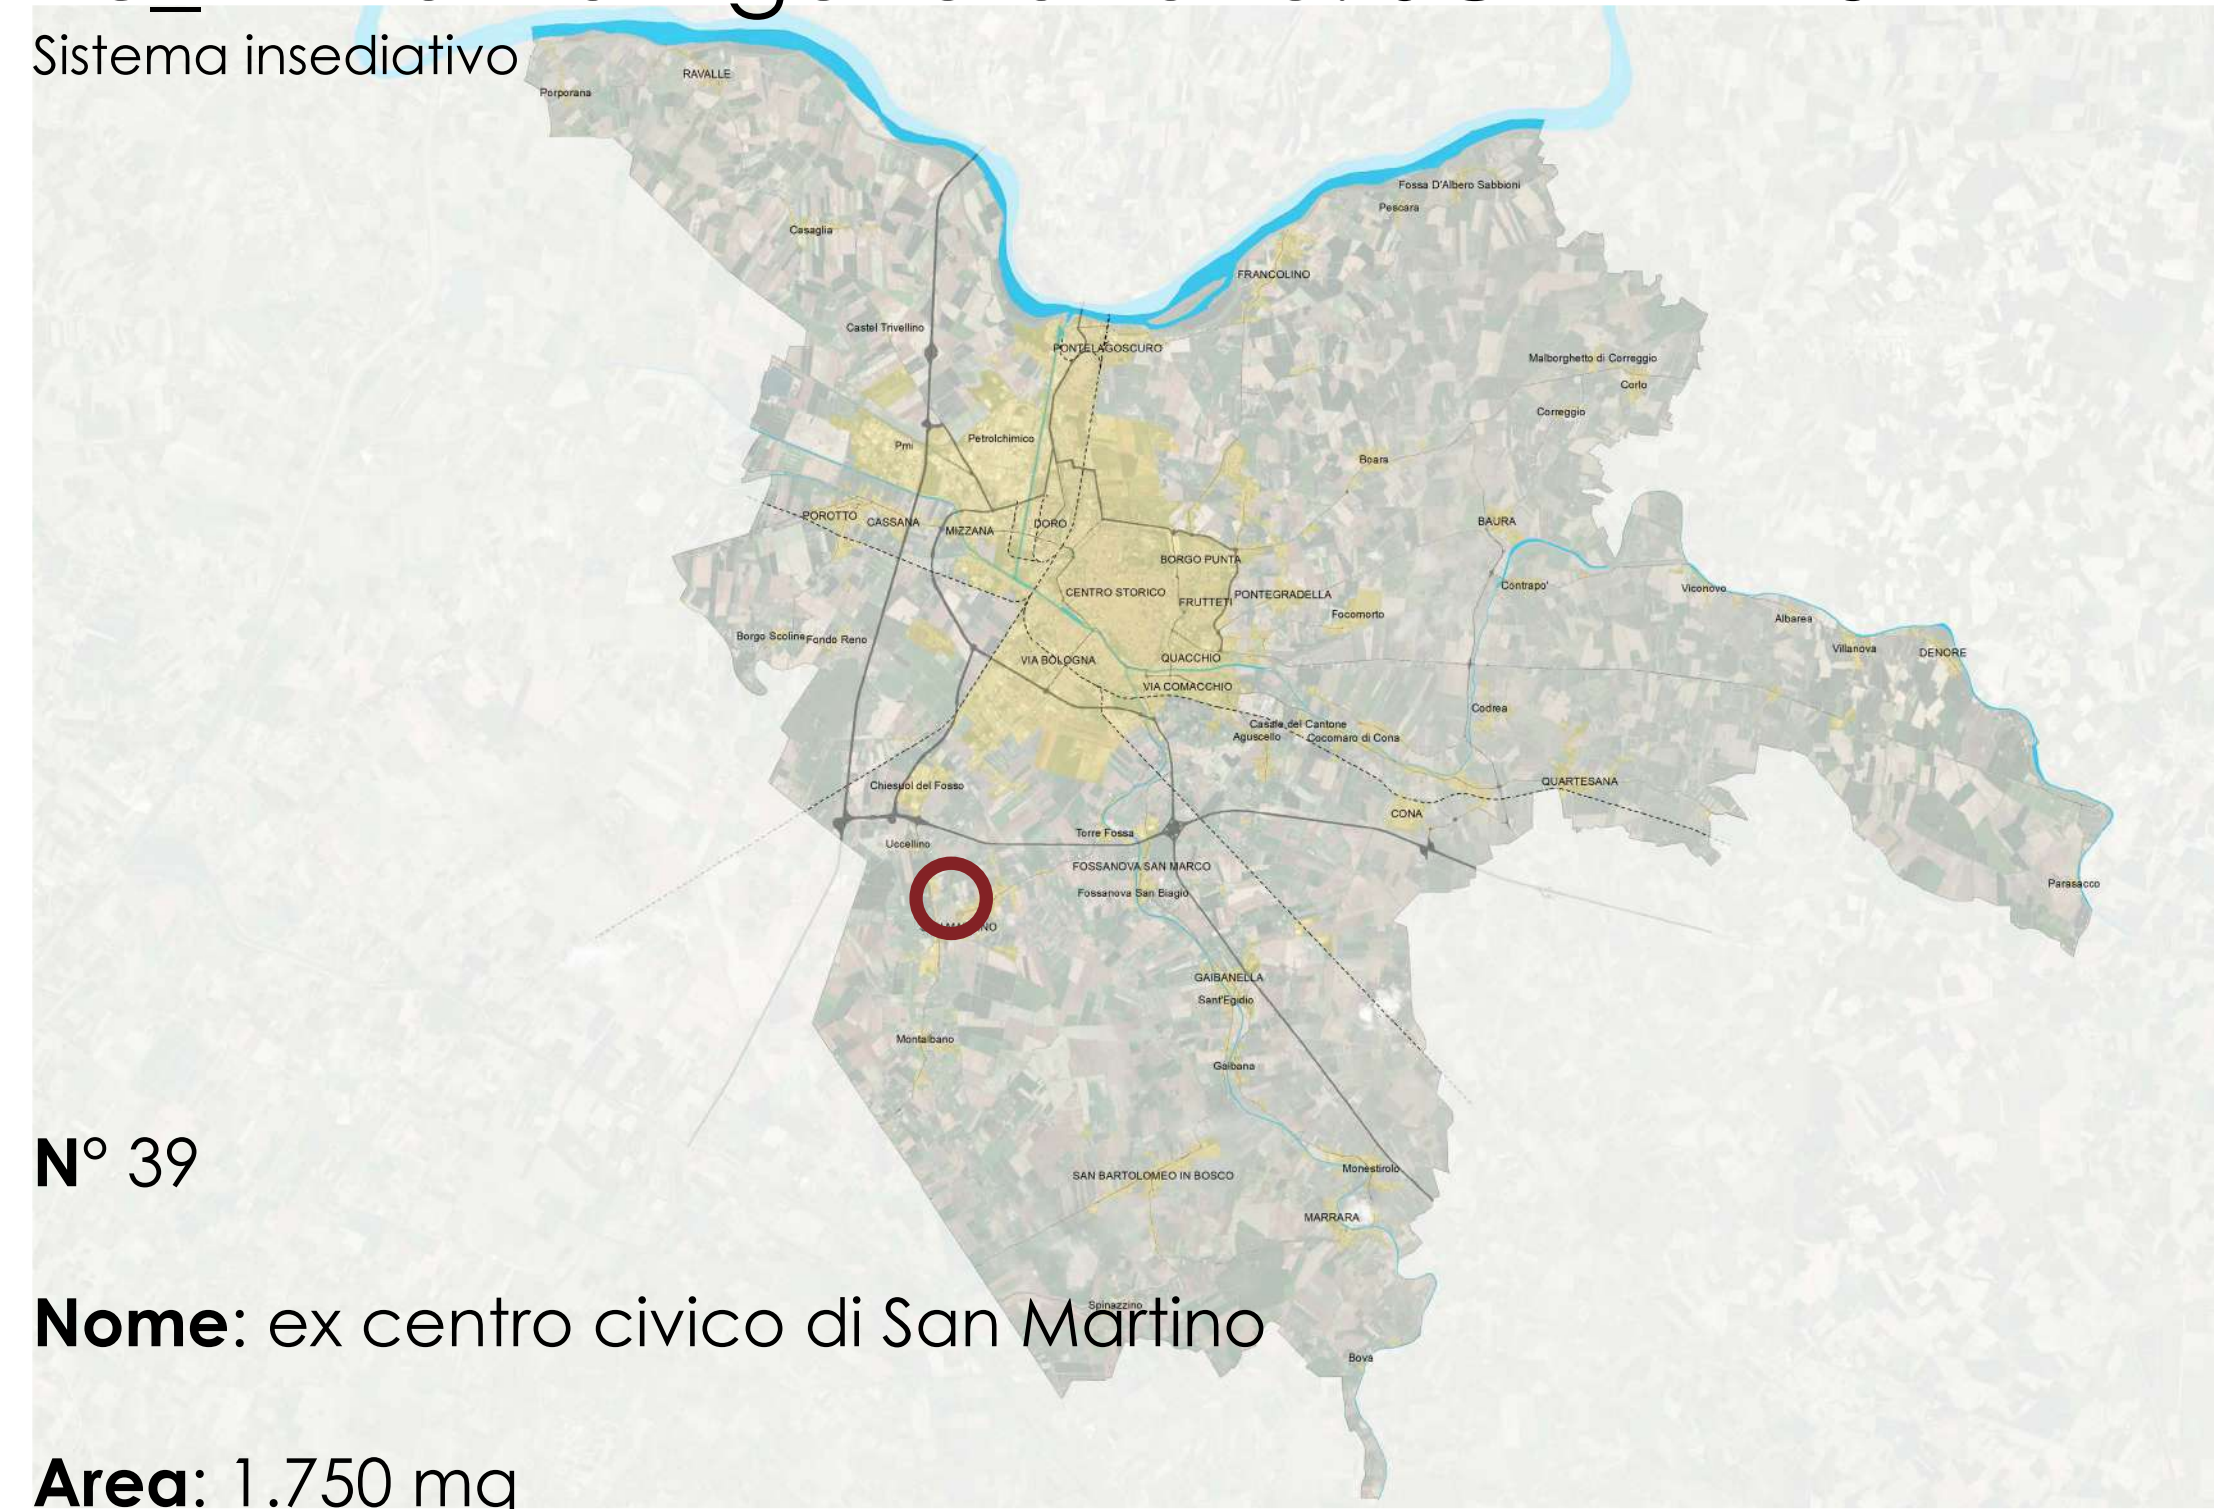 Sistema insediativo
RAVALLE
Porporana
Fossa D'Albero Sabbioni
Pescara
Casaglia
FRANCOLINO
Castel Trivellino
PONTELAGOSCURO
Malborghetto di Correggio
Corlo
Correggio
Petrolchimico
Pmi
Boara
POROTTO
CASSANA
MIZZANA
DORO
BAURA
BORGO PUNTA
CENTRO STORICO
FRUTTETI
PONTEGRADELLA
Contrapo'
Viconovo
Focomorto
Albarea
Borgo Scoline
Fondo Reno
Villanova
DENORE
VIA BOLOGNA
QUACCHIO
VIA COMACCHIO
Codrea
Casale del Cantone
Aguscello
Cocomaro di Cona
Chiesuol del Fosso
QUARTESANA
CONA
Torre Fossa
Uccellino
FOSSANOVA SAN MARCO
Fossanova San Biagio
Parasacco
GAIBANELLA
Sant'Egidio
Montalbano
Gaibana
N° 39
SAN BARTOLOMEO IN BOSCO
Monestirolo
MARRARA
Spinazzino
Nome: ex centro civico di San Martino
Bova
Area: 1.750 mq